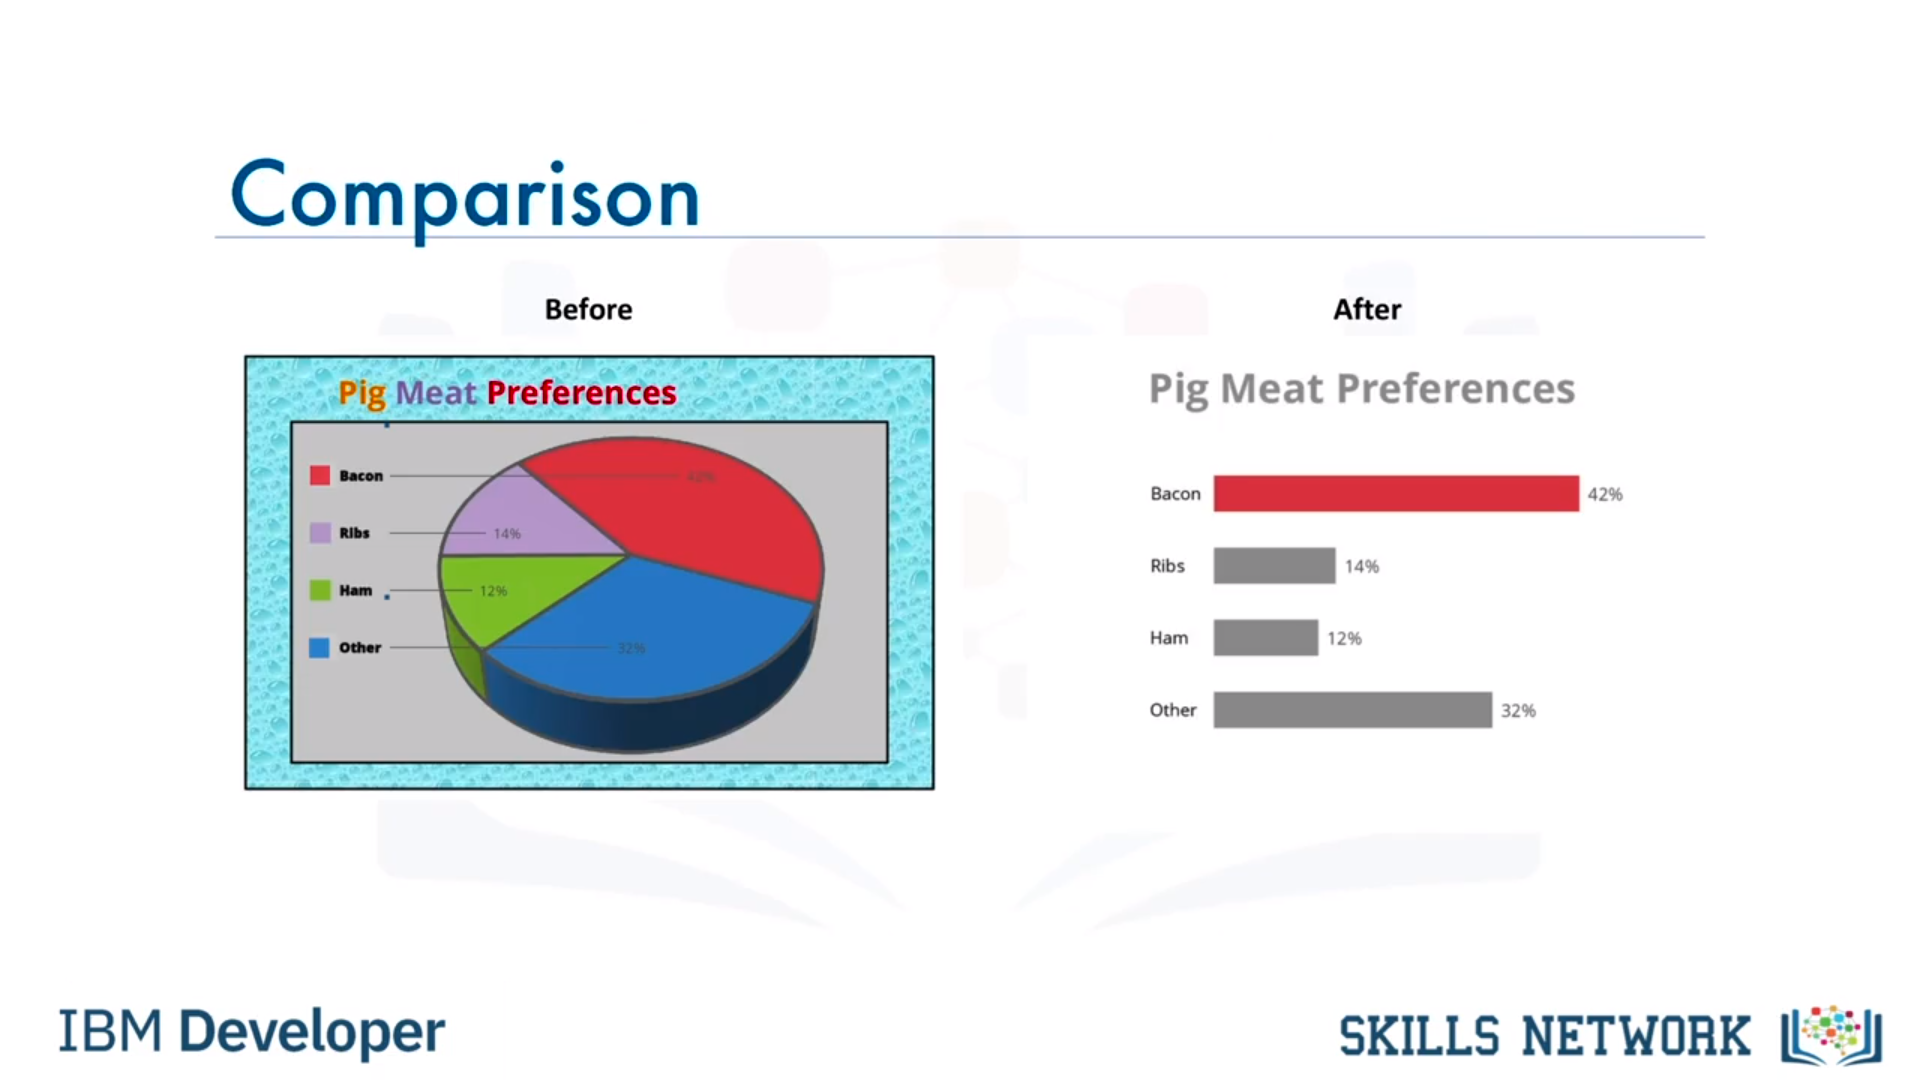 Comparison
Before
After
Pig Meat Preferences
Bacon
42%
Ribs
14%
Ham
12%
Other
32%
Pig Meat Preferences
Bacon
42%
Ribs
14%
Ham
12%
Other
32%
IBM Developer
SKILLS NETWORK